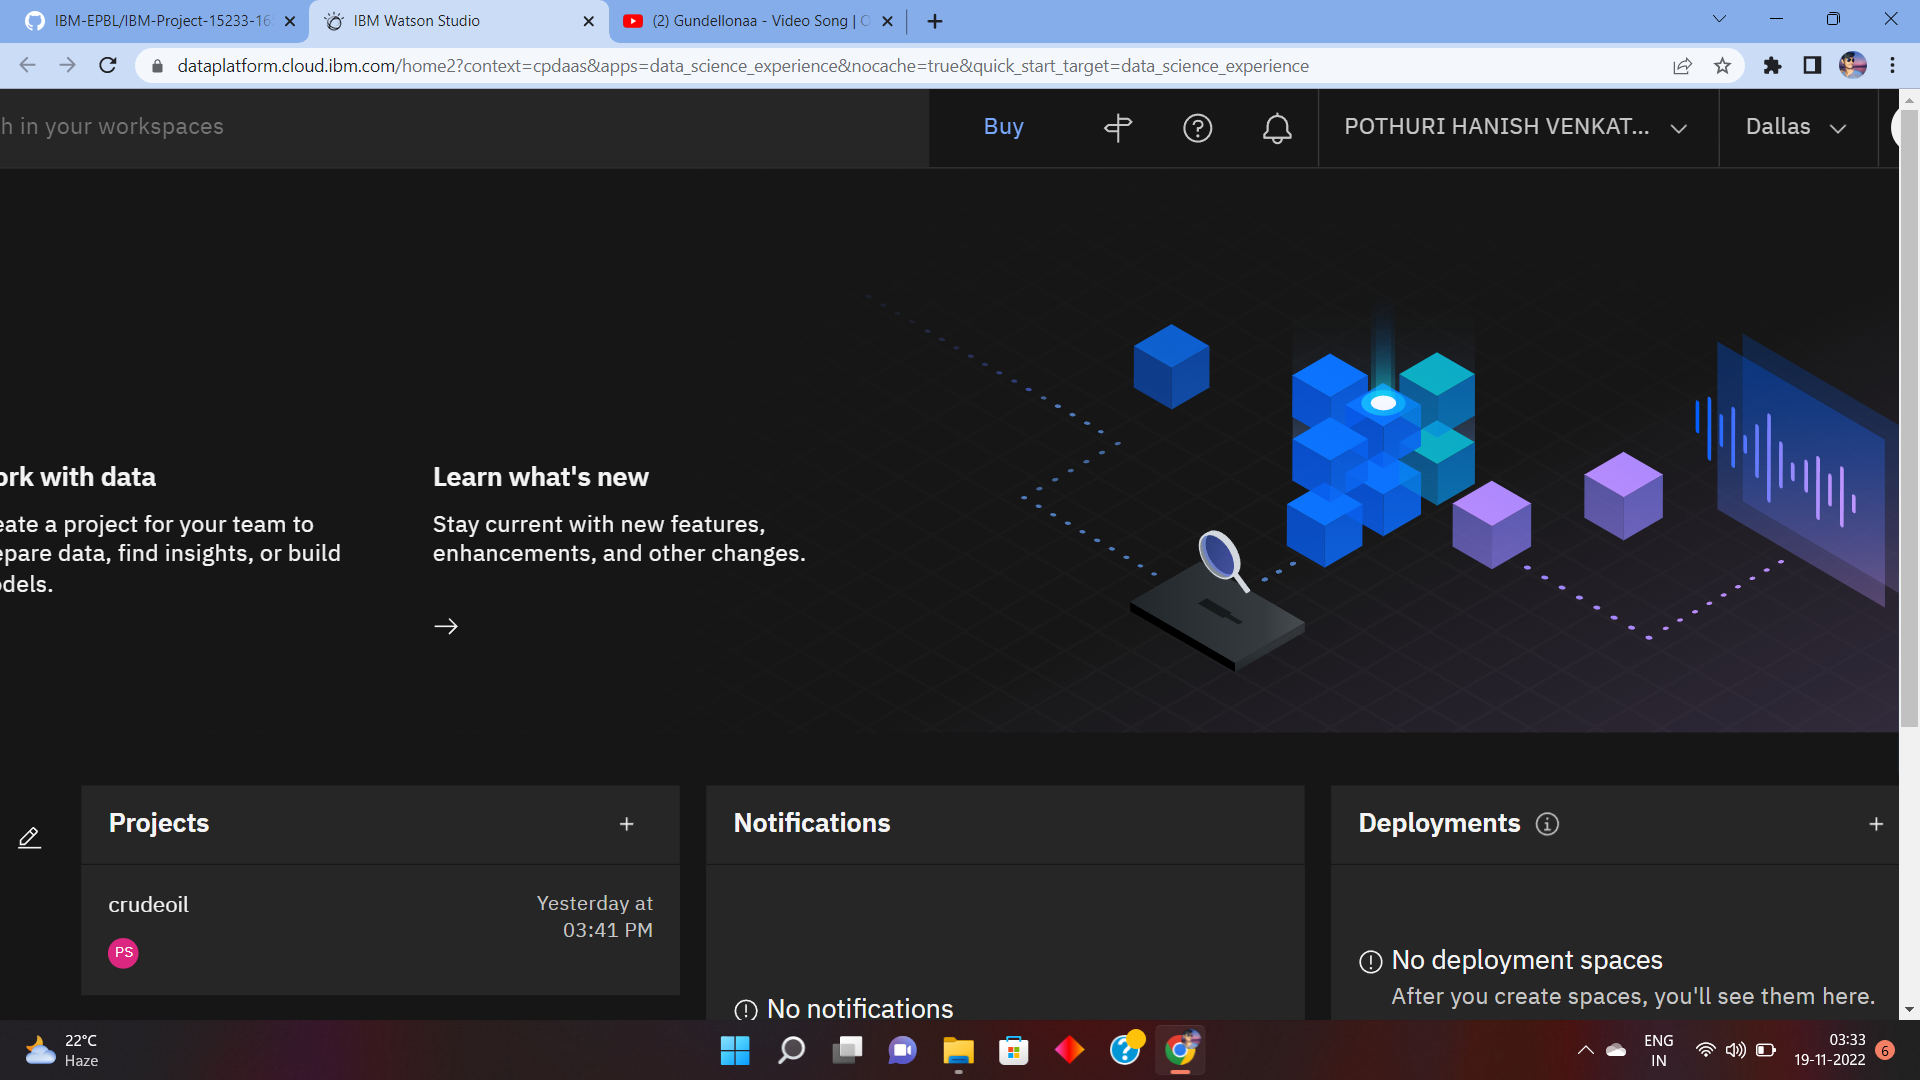 IBM-EPBL/IBM-Project-15233-16
IBM Watson Studio
(2) Gundellonaa - Video Song |
dataplatform.cloud.ibm.com/home2?context=cpdaas&apps=data_science_experience&nocache=true&quick_start_target=data_science_experience
h in your workspaces
Buy
POTHURI HANISH VENKAT...
Dallas
ork with data
eate a project for your team to
epare data, find insights, or build
odels.
Learn what's new
Stay current with new features,
enhancements, and other changes.
Projects
crudeoil
Yesterday at
03:41 PM
PS
Notifications
No notifications
Deployments
No deployment spaces
After you create spaces, you'll see them here.
22°C
Haze
ENG
IN
03:33
19-11-2022
6